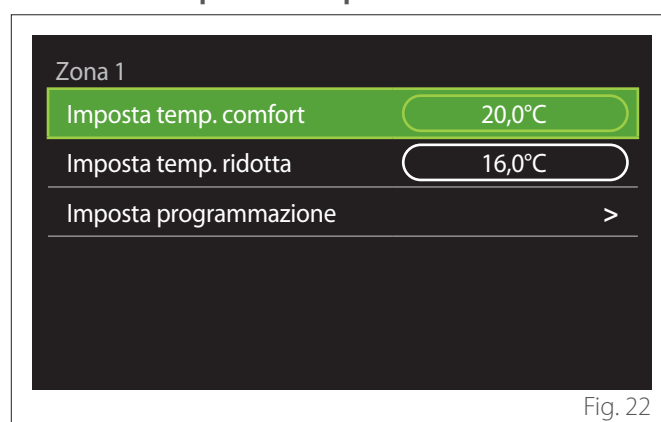 Zona 1
Imposta temp. comfort 20,0°C
Imposta temp. ridotta 16,0°C
Imposta programmazione >
Fig. 22